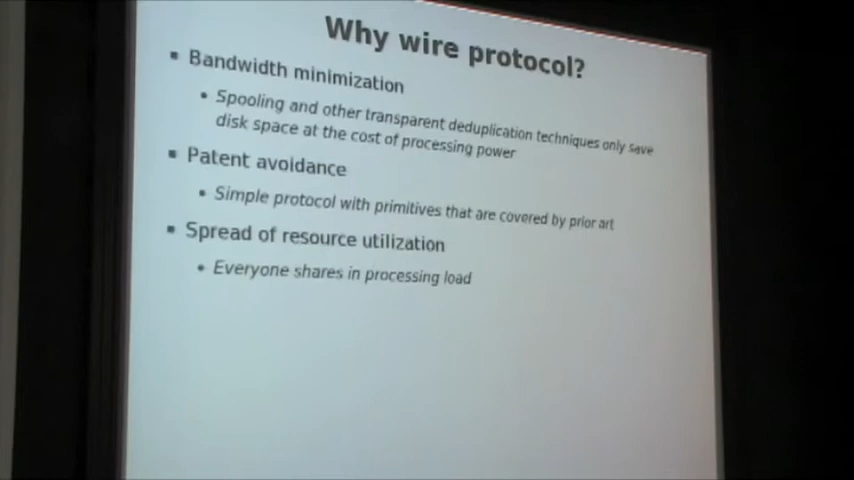 Why wire protocol?
▪ Bandwidth minimization
• Spooling and other transparent deduplication techniques only save
disk space at the cost of processing power
▪ Patent avoidance
• Simple protocol with primitives that are covered by prior art
▪ Spread of resource utilization
• Everyone shares in processing load